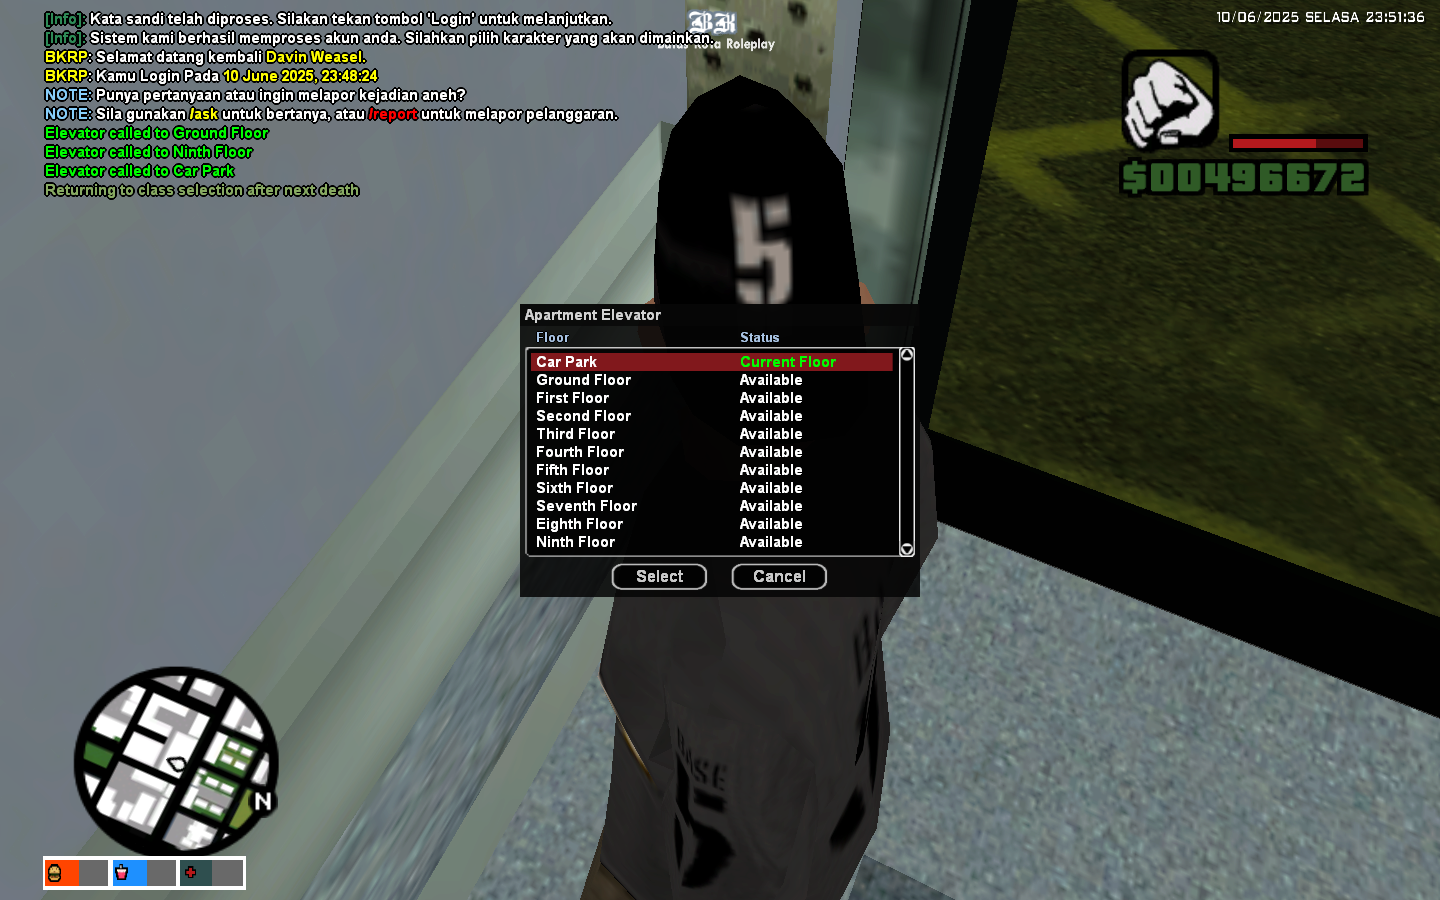 [Info]: Kata sandi telah diproses. Silakan tekan tombol 'Login' untuk melanjutkan.
[Info]: Sistem kami berhasil memproses akun anda. Silahkan pilih karakter yang akan dimainkan.
BKRP: Selamat datang kembali Davin Weasel.
BKRP: Kamu Login Pada 10 June 2025, 23:48:24
NOTE: Punya pertanyaan atau ingin melapor kejadian aneh?
NOTE: Sila gunakan /ask untuk bertanya, atau /report untuk melapor pelanggaran.
Elevator called to Ground Floor
Elevator called to Ninth Floor
Elevator called to Car Park
Returning to class selection after next death
BK
Kota Roleplay
10/06/2025 SELASA 23:51:36
$00496672
5
Apartment Elevator
Floor Status
Car Park Current Floor
Ground Floor Available
First Floor Available
Second Floor Available
Third Floor Available
Fourth Floor Available
Fifth Floor Available
Sixth Floor Available
Seventh Floor Available
Eighth Floor Available
Ninth Floor Available
Select Cancel
N